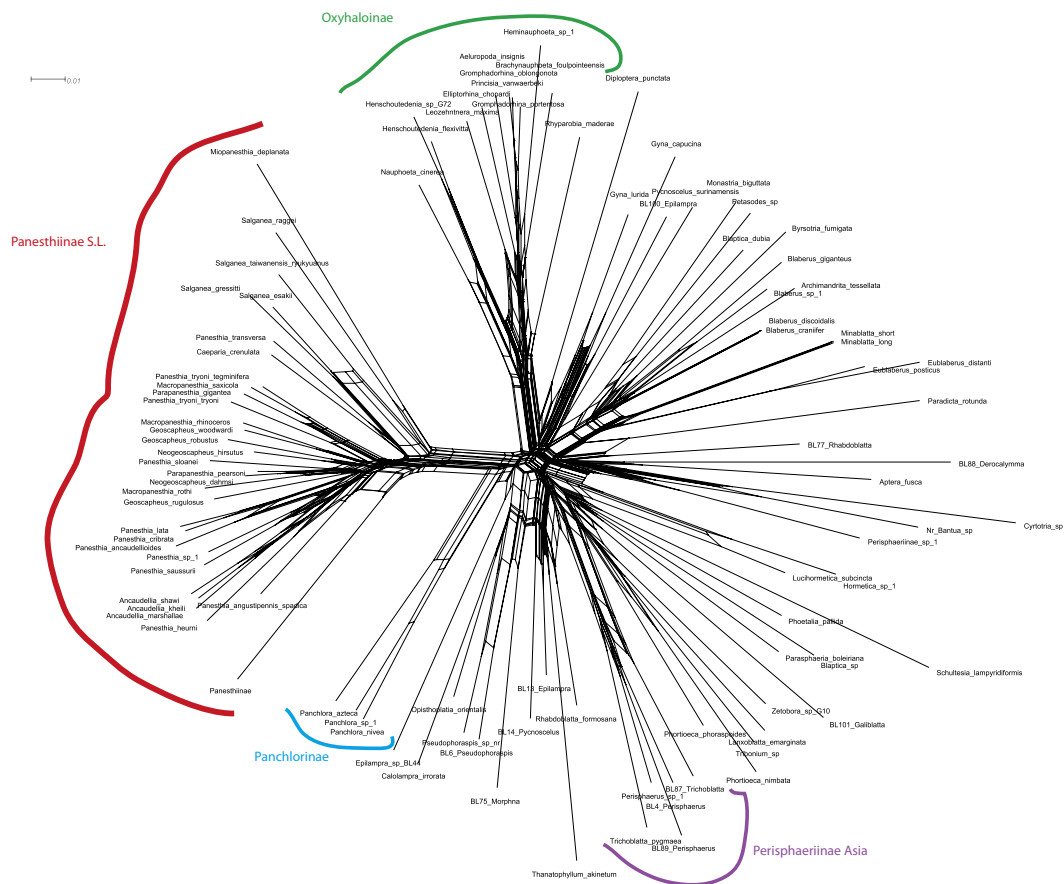 Oxyhaloinae
Heminauphoeta_sp_1
Aeluropoda_insignis
Brachynauphoeta_foulpointeensis
Gromphadorhina_oblongonota
0.01
Diploptera_punctata
Princisia_vanwaerbeki
Elliptorhina_chopardi
Henschoutedenia_sp_G72
Gromphadorhina_portentosa
Leozehntnera_maxima
Rhyparobia_maderae
Henschoutedenia_flexivitta
Gyna_capucina
Miopanesthia_deplanata
Nauphoeta_cinerea
Monastria_biguttata
Gyna_lurida
Pycnoscelus_surinamensis
Petasodes_sp
BL100_Epilampra
Salganea_raggei
Byrsotria_fumigata
Panesthiinae S.L.
Blaptica_dubia
Blaberus_giganteus
Salganea_taiwanensis_ryukyuanus
Archimandrita_tessellata
Salganea_gressitti
Blaberus_sp_1
Salganea_esakii
Blaberus_discoidalis
Blaberus_craniifer
Minablatta_short
Panesthia_transversa
Minablatta_long
Caeparia_crenulata
Eublaberus_distanti
Eublaberus_posticus
Panesthia_tryoni_tegminifera
Macropanesthia_saxicola
Parapanesthia_gigantea
Panesthia_tryoni_tryoni
Paradicta_rotunda
Macropanesthia_rhinoceros
Geoscapheus_woodwardi
Geoscapheus_robustus
BL77_Rhabdoblatta
Neogeoscapheus_hirsutus
Panesthia_sloanei
BL88_Derocalymma
Parapanesthia_pearsoni
Neogeoscapheus_dahmsi
Aptera_fusca
Macropanesthia_rothi
Geoscapheus_rugulosus
Panesthia_lata
Nr_Bantua_sp
Cyrtotria_sp
Panesthia_cribrata
Perisphaeriinae_sp_1
Panesthia_ancaudellioides
Panesthia_sp_1
Panesthia_saussurii
Lucihormetica_subcincta
Hormetica_sp_1
Ancaudellia_shawi
Panesthia_angustipennis_spadica
Ancaudellia_kheili
Ancaudellia_marshallae
Phoetalia_pallida
Panesthia_heurni
Parasphaeria_boleiriana
Blaptica_sp
Schultesia_lampyridiformis
Panesthiinae
BL13_Epilampra
Panchlora_azteca
Opisthoplatia_orientalis
Zetobora_sp_G10
Panchlora_sp_1
Rhabdoblatta_formosana
BL101_Galiblatta
Panchlora_nivea
BL14_Pycnoscelus
Phortioeca_phoraspoides
Pseudophoraspis_sp_nr
Lanxoblatta_emarginata
Panchlorinae
BL6_Pseudophoraspis
Tribonium_sp
Epilampra_sp_BL41
Calolampra_irrorata
Phortioeca_nimbata
BL87_Trichoblatta
BL75_Morphna
Perisphaerus_sp_1
BL4_Perisphaerus
Trichoblatta_pygmaea
BL89_Perisphaerus
Perisphaeriinae Asia
Thanatophyllum_akinetum